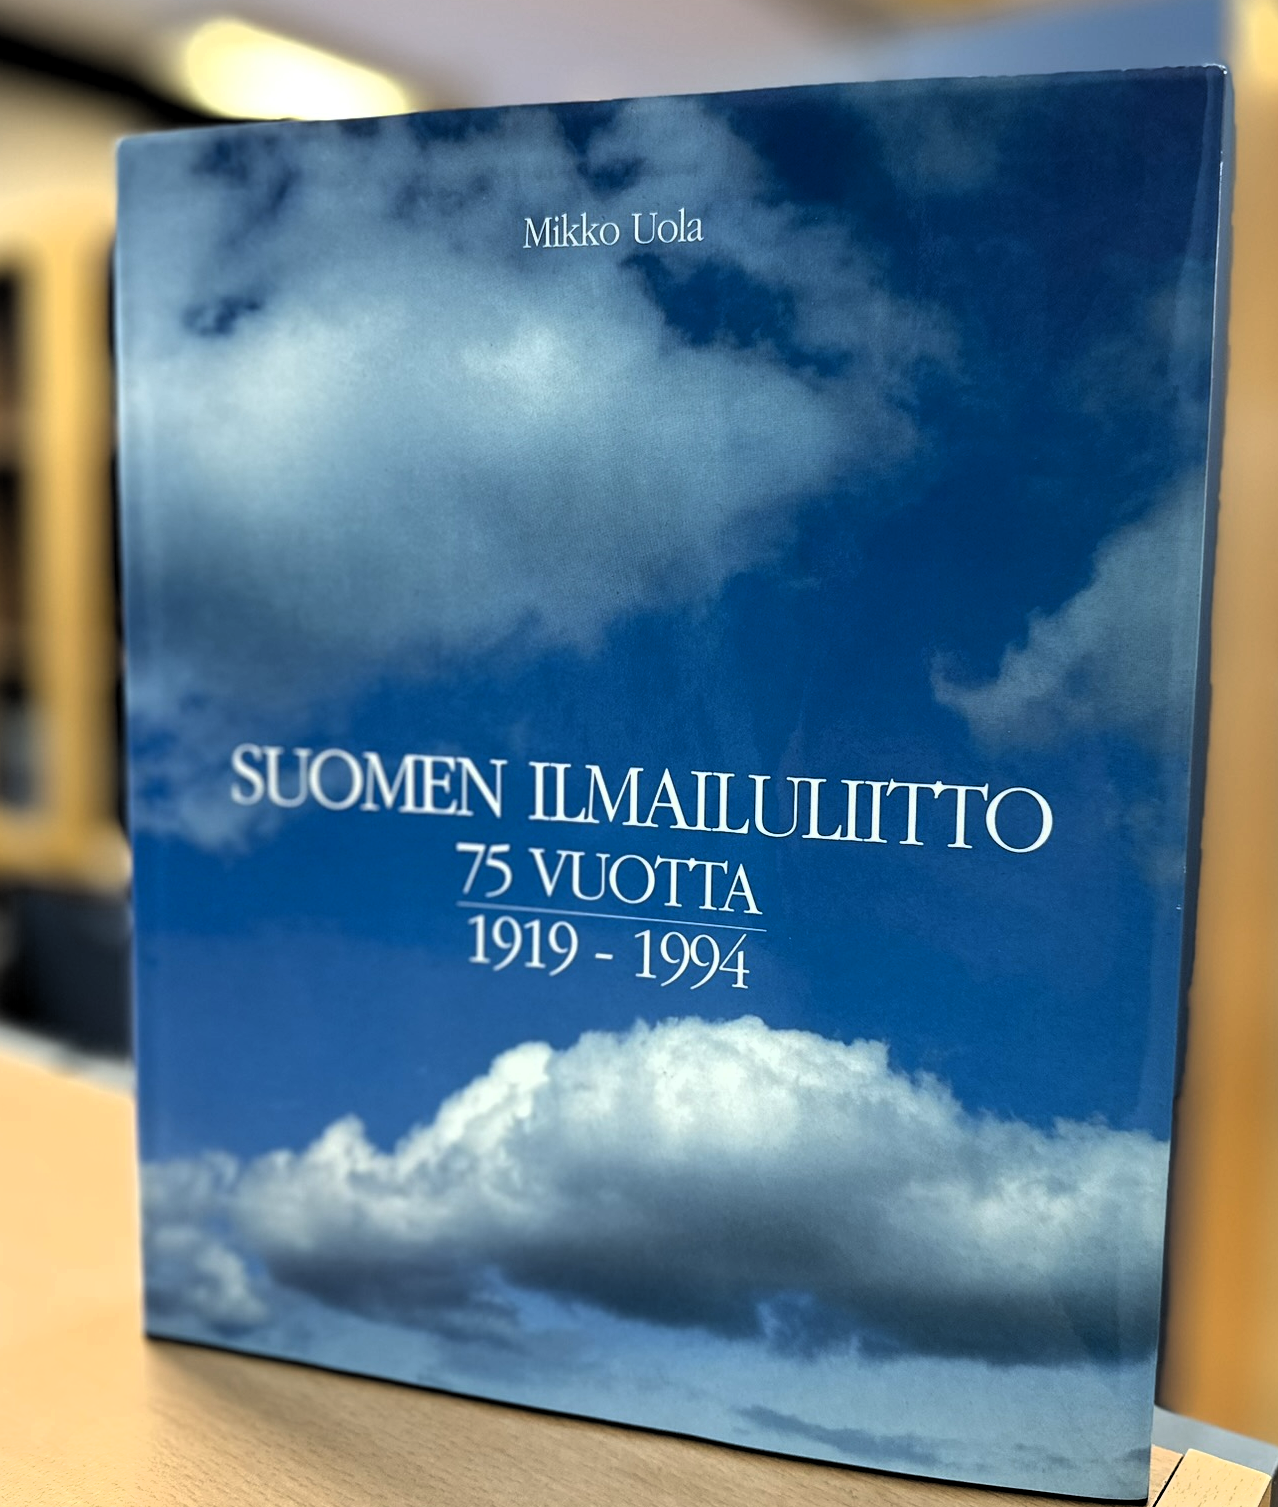 Mikko Uola
SUOMEN ILMAILULIITTO
75 VUOTTA
1919 - 1994